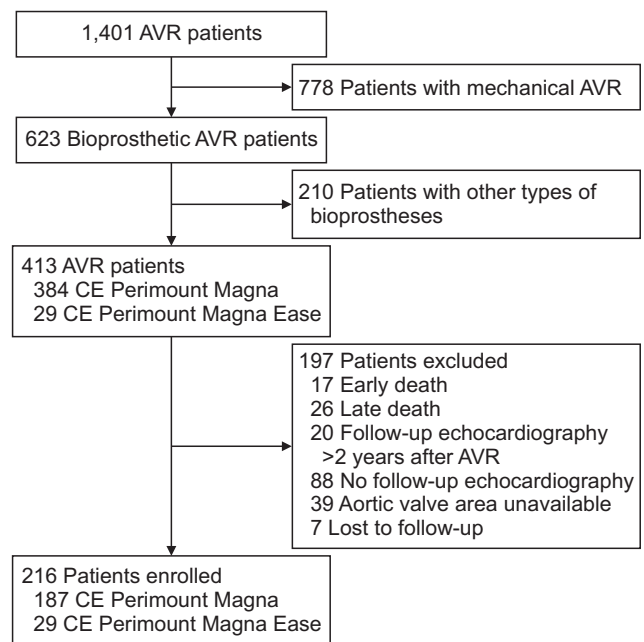 1,401 AVR patients
778 Patients with mechanical AVR
623 Bioprosthetic AVR patients
210 Patients with other types of
bioprostheses
413 AVR patients
384 CE Perimount Magna
29 CE Perimount Magna Ease
197 Patients excluded
17 Early death
26 Late death
20 Follow-up echocardiography
>2 years after AVR
88 No follow-up echocardiography
39 Aortic valve area unavailable
7 Lost to follow-up
216 Patients enrolled
187 CE Perimount Magna
29 CE Perimount Magna Ease